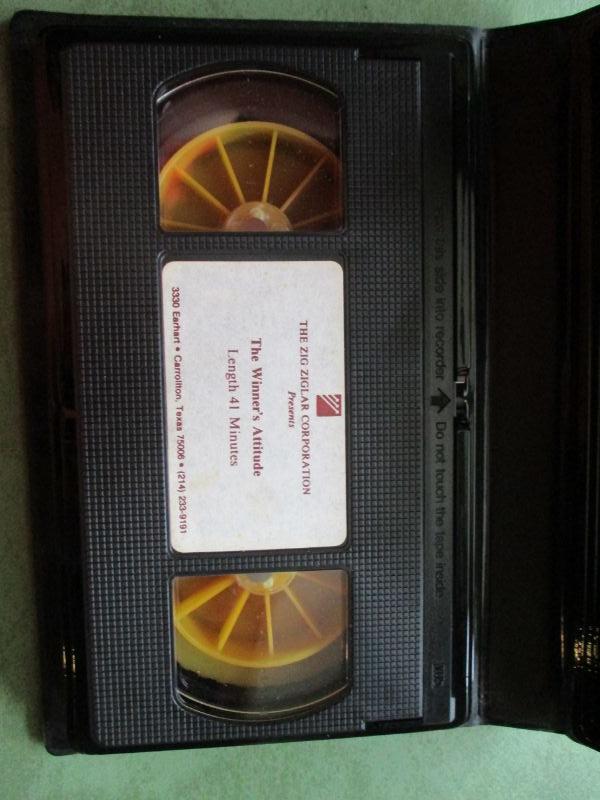 THE ZIG ZIGLAR CORPORATION
Presents
The Winner's Attitude
Length 41 Minutes
3330 Earhart • Carrollton, Texas 75006 • (214) 233-9191
this side into recorder Do not touch the tape inside